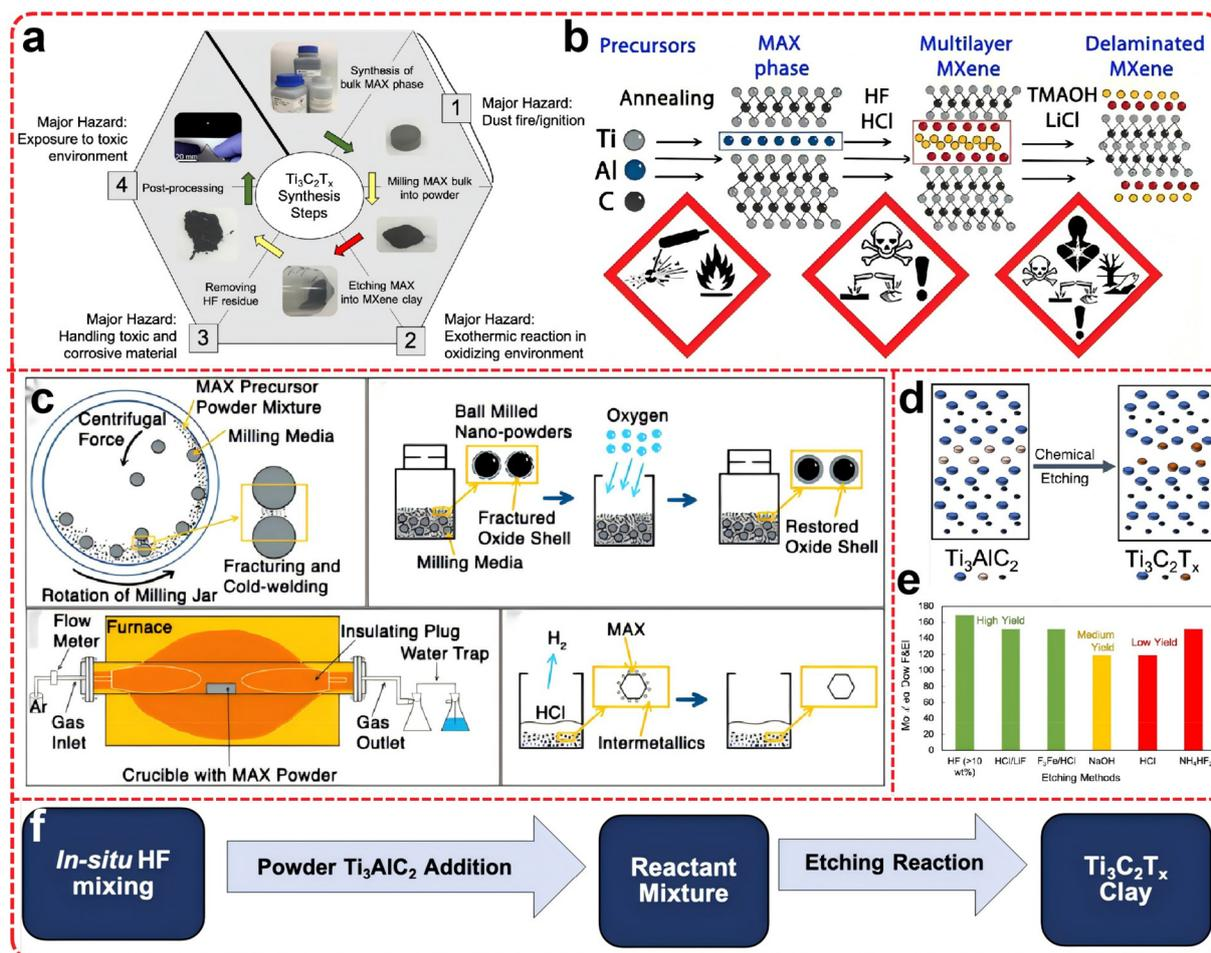 a
Synthesis of
bulk MAX phase
1
Major Hazard:
Dust fire/ignition
Major Hazard:
Exposure to toxic
environment
20 mm
4
Post-processing
Ti₃C₂Tₓ
Synthesis
Steps
Milling MAX bulk
into powder
Removing
HF residue
Etching MAX
into MXene clay
Major Hazard:
Handling toxic and
corrosive material
3
2
Major Hazard:
Exothermic reaction in
oxidizing environment
b
Precursors
MAX
phase
Multilayer
MXene
Delaminated
MXene
Annealing
HF
HCl
TMAOH
LiCl
Ti
Al
C
c
MAX Precursor
Powder Mixture
Centrifugal
Force
Milling Media
Fracturing and
Cold-welding
Rotation of Milling Jar
Ball Milled
Nano-powders
Oxygen
Fractured
Oxide Shell
Milling Media
Restored
Oxide Shell
Flow
Meter
Furnace
Insulating Plug
Water Trap
Ar
Gas
Inlet
Gas
Outlet
Crucible with MAX Powder
H₂
MAX
HCl
Intermetallics
d
Chemical
Etching
Ti₃AlC₂
Ti₃C₂Tₓ
e
Dow F&EI
180
160
140
120
100
80
60
40
20
0
High Yield
Medium
Yield
Low Yield
HF (>10
wt%)
HCl/LiF
F₃Fe/HCl
NaOH
HCl
NH₄HF₂
Etching Methods
f
In-situ HF
mixing
Powder Ti₃AlC₂ Addition
Reactant
Mixture
Etching Reaction
Ti₃C₂Tₓ
Clay